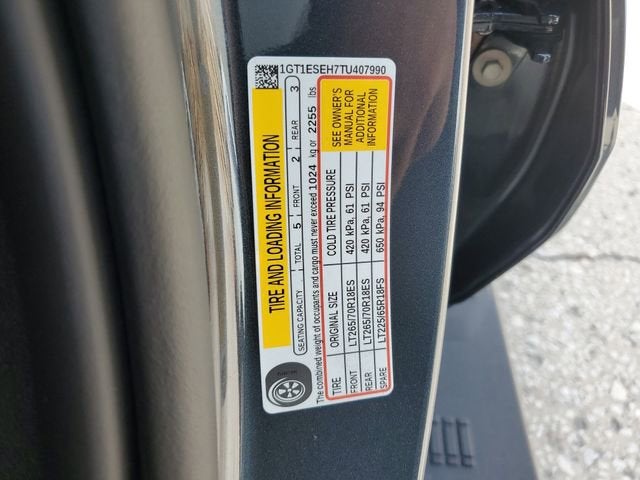 1GT1ESEH7TU407990
TIRE AND LOADING INFORMATION
SEATING CAPACITY TOTAL 5 FRONT 2 REAR 3
The combined weight of occupants and cargo must never exceed 1024 kg or 2255 lbs
TIRE ORIGINAL SIZE COLD TIRE PRESSURE
FRONT LT265/70R18ES 420 kPa, 61 PSI
REAR LT265/70R18ES 420 kPa, 61 PSI
SPARE LT225/65R18FS 650 kPa, 94 PSI
SEE OWNER'S
MANUAL FOR
ADDITIONAL
INFORMATION